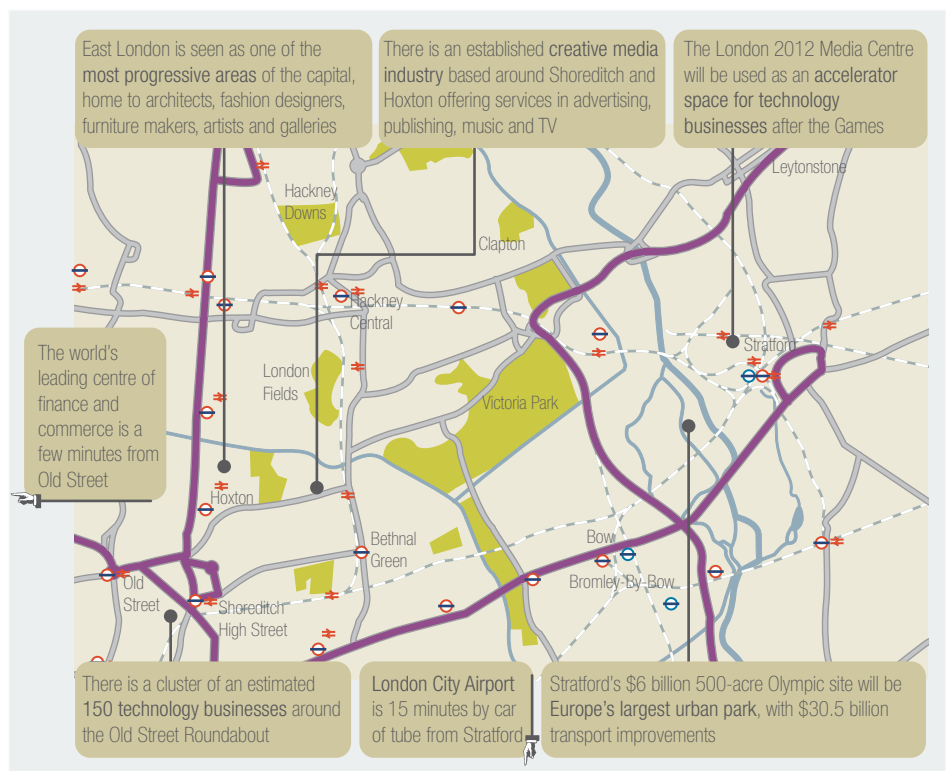 East London is seen as one of the
most progressive areas of the capital,
home to architects, fashion designers,
furniture makers, artists and galleries
There is an established creative media
industry based around Shoreditch and
Hoxton offering services in advertising,
publishing, music and TV
The London 2012 Media Centre
will be used as an accelerator
space for technology
businesses after the Games
Leytonstone
Hackney
Downs
Clapton
Hackney
Central
Stratford
The world's
leading centre of
finance and
commerce is a
few minutes from
Old Street
London
Fields
Victoria Park
Hoxton
Bethnal
Green
Bow
Bromley-By-Bow
Old
Street
Shoreditch
High Street
There is a cluster of an estimated
150 technology businesses around
the Old Street Roundabout
London City Airport
is 15 minutes by car
of tube from Stratford
Stratford's $6 billion 500-acre Olympic site will be
Europe's largest urban park, with $30.5 billion
transport improvements